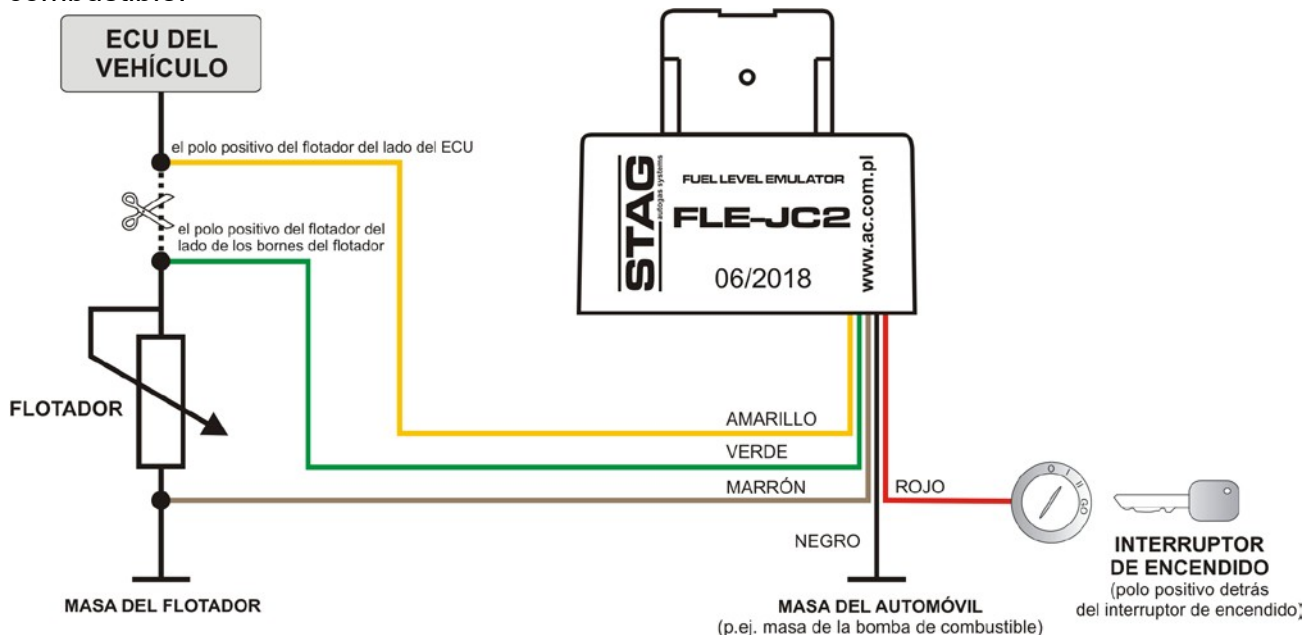 combustible.
ECU DEL
VEHÍCULO
el polo positivo del flotador del lado del ECU
el polo positivo del flotador del
lado de los bornes del flotador
FLOTADOR
MASA DEL FLOTADOR
STAG
autogas systems
FUEL LEVEL EMULATOR
FLE-JC2
06/2018
www.ac.com.pl
AMARILLO
VERDE
MARRÓN
ROJO
NEGRO
MASA DEL AUTOMÓVIL
(p.ej. masa de la bomba de combustible)
O I II GO
INTERRUPTOR
DE ENCENDIDO
(polo positivo detrás
del interruptor de encendido)